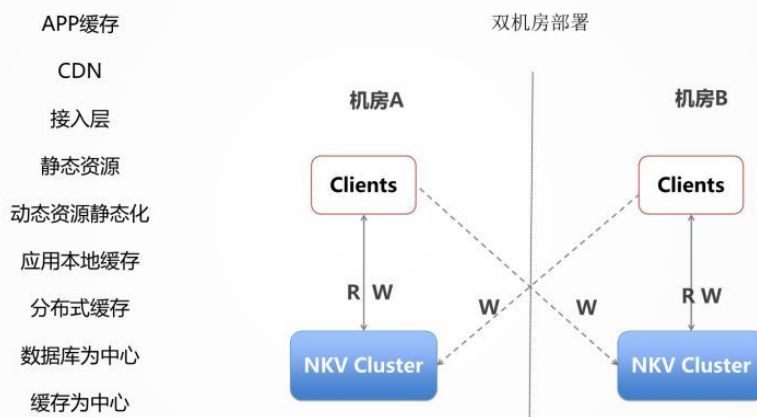 APP缓存
CDN
接入层
静态资源
动态资源静态化
应用本地缓存
分布式缓存
数据库为中心
缓存为中心
双机房部署
机房A
机房B
Clients
Clients
R W
W
W
R W
NKV Cluster
NKV Cluster